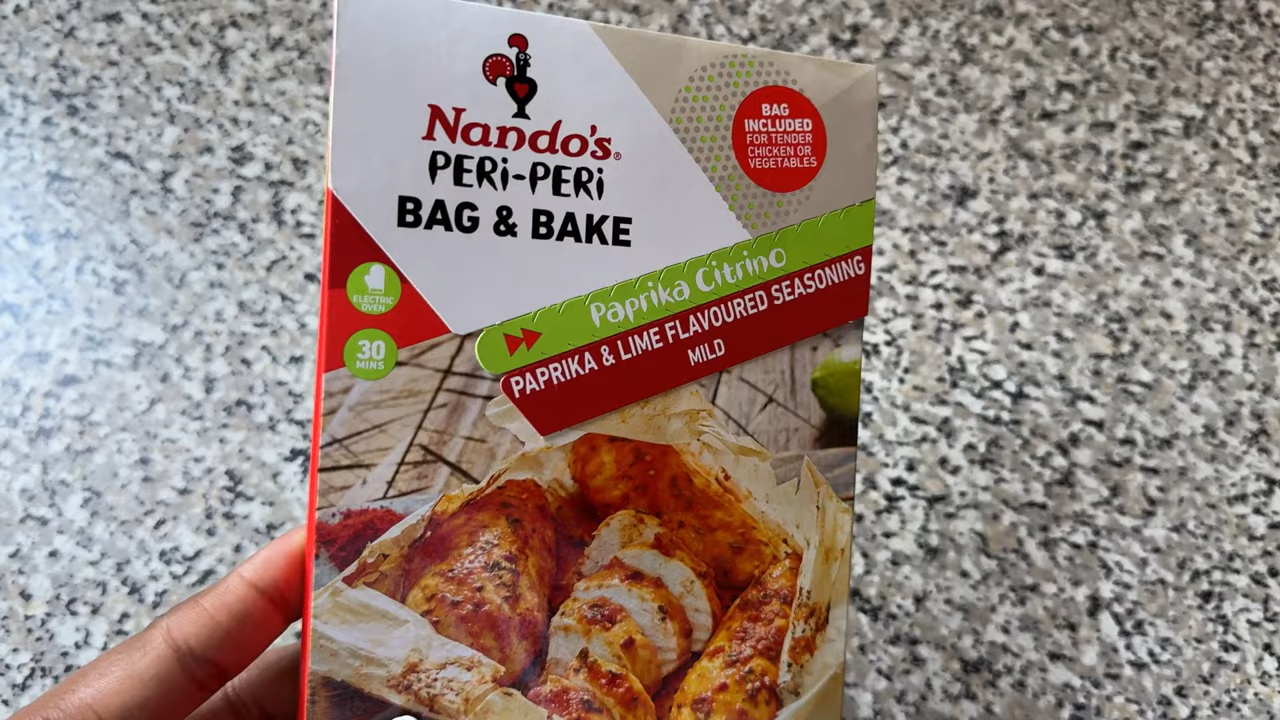 Nando's®
PERi-PERi
BAG & BAKE
BAG
INCLUDED
FOR TENDER
CHICKEN OR
VEGETABLES
Paprika Citrino
PAPRIKA & LIME FLAVOURED SEASONING
MILD
ELECTRIC
OVEN
30
MINS